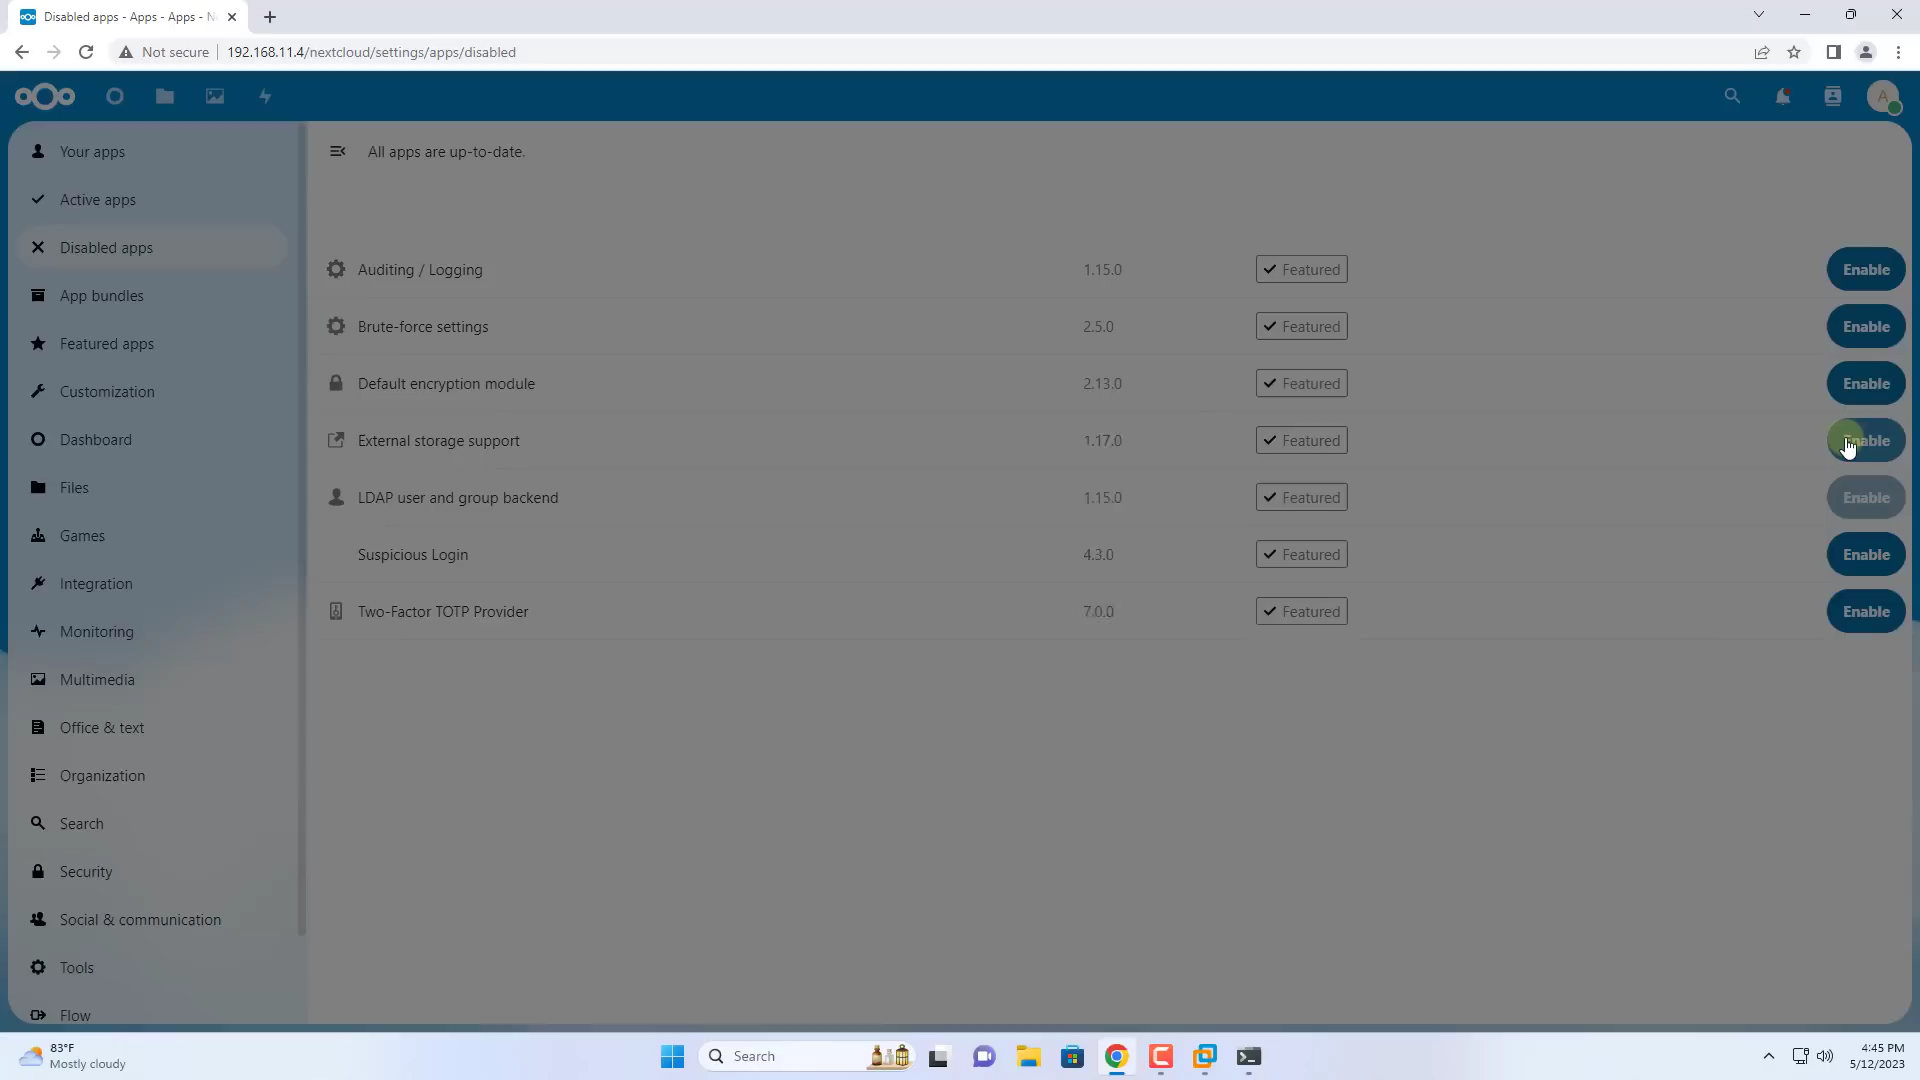 Disabled apps - Apps - Apps - N
Not secure
192.168.11.4/nextcloud/settings/apps/disabled
A
Your apps
All apps are up-to-date.
Active apps
Disabled apps
Auditing / Logging 1.15.0 Featured Enable
App bundles
Brute-force settings 2.5.0 Featured Enable
Featured apps
Default encryption module 2.13.0 Featured Enable
Customization
Dashboard
External storage support 1.17.0 Featured Enable
Files
LDAP user and group backend 1.15.0 Featured Enable
Games
Suspicious Login 4.3.0 Featured Enable
Integration
Two-Factor TOTP Provider 7.0.0 Featured Enable
Monitoring
Multimedia
Office & text
Organization
Search
Security
Social & communication
Tools
Flow
83°F
Mostly cloudy
Search
4:45 PM
5/12/2023